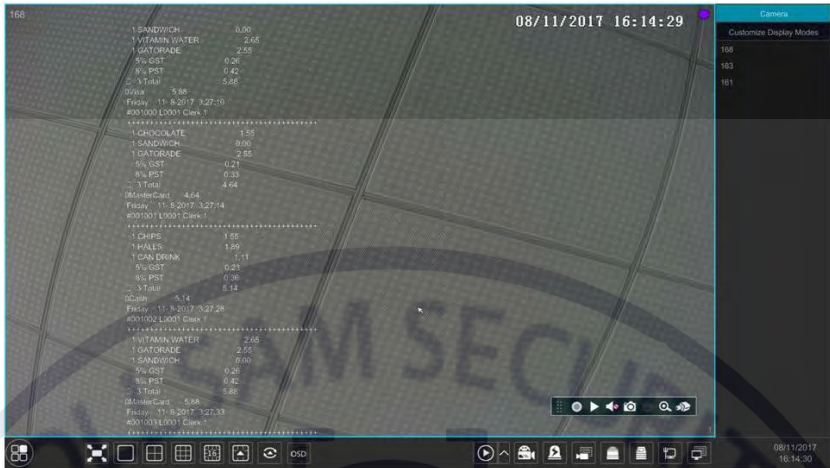 168
08/11/2017 16:14:29
Camera
Customize Display Modes
168
163
161
1 SANDWICH 0.00
1 VITAMIN WATER 2.65
1 GATORADE 2.55
5% GST 0.26
8% PST 0.42
3 Total 5.88
0Visa 5.88
Friday 11- 8-2017 3:27:10
#001000 L0001 Clerk 1
1 CHOCOLATE 1.55
1 SANDWICH 0.00
1 GATORADE 2.55
5% GST 0.21
8% PST 0.33
3 Total 4.64
0MasterCard 4.64
Friday 11- 8-2017 3:27:14
#001001 L0001 Clerk 1
1 CHIPS 1.55
1 HALLS 1.89
1 CAN DRINK 1.11
5% GST 0.23
8% PST 0.36
3 Total 5.14
0Cash 5.14
Friday 11- 8-2017 3:27:28
#001002 L0001 Clerk 1
1 VITAMIN WATER 2.65
1 GATORADE 2.55
1 SANDWICH 0.00
5% GST 0.26
8% PST 0.42
3 Total 5.88
0MasterCard 5.88
Friday 11- 8-2017 3:27:33
#001003 L0001 Clerk 1
SAM SECURIT
16
OSD
08/11/2017
16:14:30